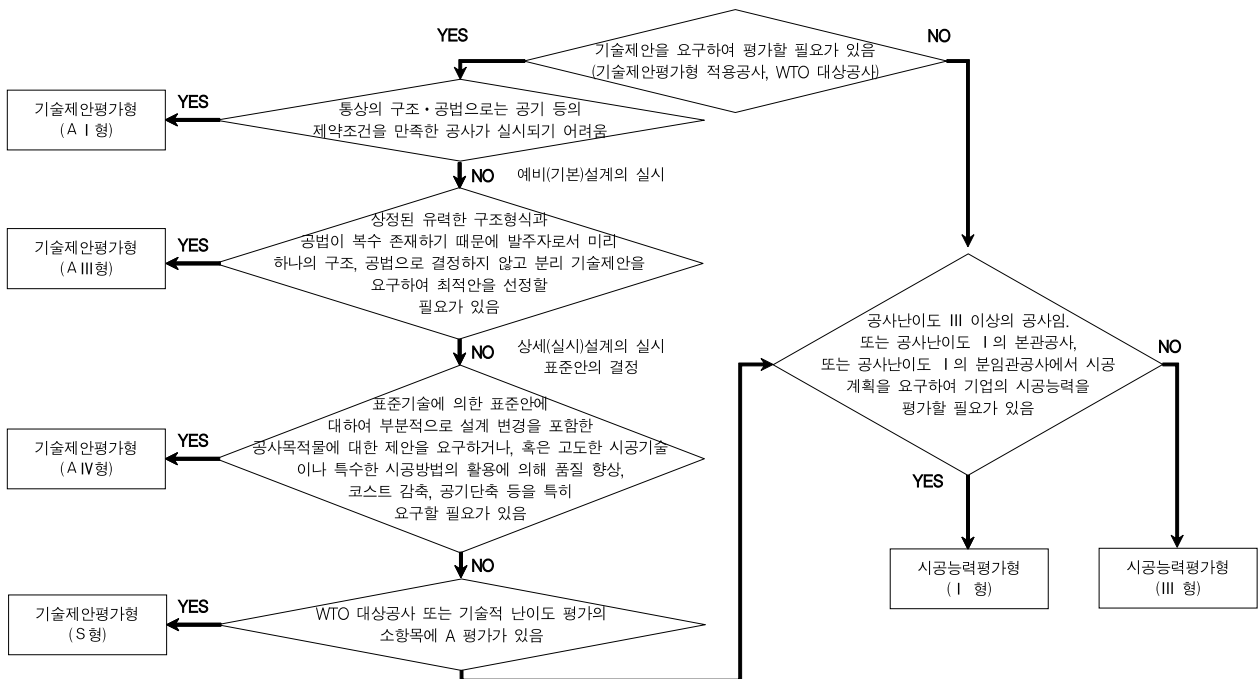 YES
기술제안을 요구하여 평가할 필요가 있음
(기술제안평가형 적용공사, WTO 대상공사)
NO
기술제안평가형
(AⅠ형)
YES
통상의 구조・공법으로는 공기 등의
제약조건을 만족한 공사가 실시되기 어려움
NO
예비(기본)설계의 실시
기술제안평가형
(AⅢ형)
YES
상정된 유력한 구조형식과
공법이 복수 존재하기 때문에 발주자로서 미리
하나의 구조, 공법으로 결정하지 않고 분리 기술제안을
요구하여 최적안을 선정할
필요가 있음
NO
상세(실시)설계의 실시
표준안의 결정
기술제안평가형
(AⅣ형)
YES
표준기술에 의한 표준안에
대하여 부분적으로 설계 변경을 포함한
공사목적물에 대한 제안을 요구하거나, 혹은 고도한 시공기술
이나 특수한 시공방법의 활용에 의해 품질 향상,
코스트 감축, 공기단축 등을 특히
요구할 필요가 있음
NO
기술제안평가형
(S형)
YES
WTO 대상공사 또는 기술적 난이도 평가의
소항목에 A 평가가 있음
공사난이도 Ⅲ 이상의 공사임.
또는 공사난이도 Ⅰ의 본관공사,
또는 공사난이도 Ⅰ의 분임관공사에서 시공
계획을 요구하여 기업의 시공능력을
평가할 필요가 있음
NO
YES
시공능력평가형
(Ⅰ 형)
시공능력평가형
(Ⅲ 형)